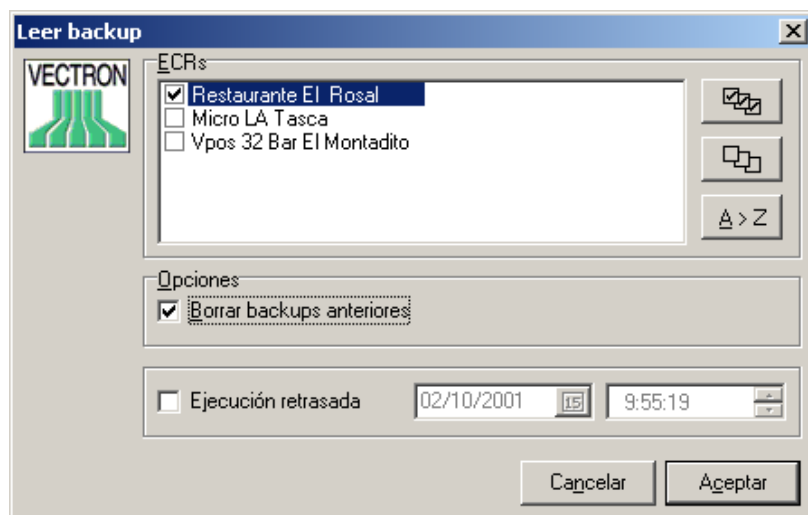 Leer backup
VECTRON
ECRs
Restaurante El Rosal
Micro LA Tasca
Vpos 32 Bar El Montadito
A > Z
Opciones
Borrar backups anteriores
Ejecución retrasada
02/10/2001
15
9:55:19
Cancelar
Aceptar